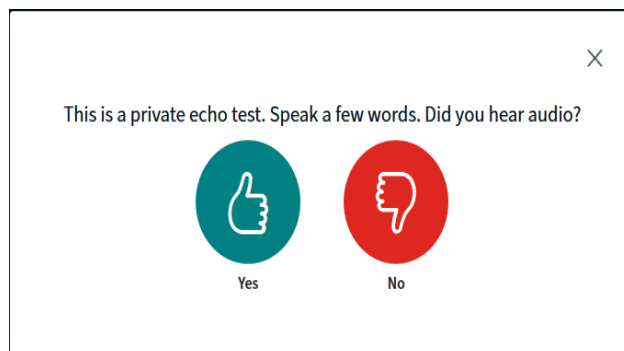 This is a private echo test. Speak a few words. Did you hear audio?
Yes
No